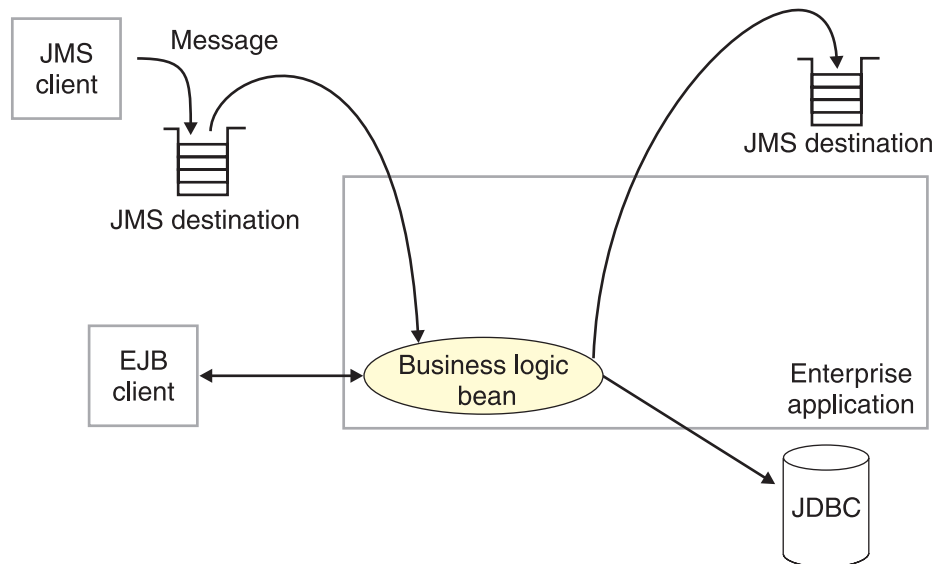 JMS
client
Message
JMS destination
JMS destination
EJB
client
Business logic
bean
Enterprise
application
JDBC